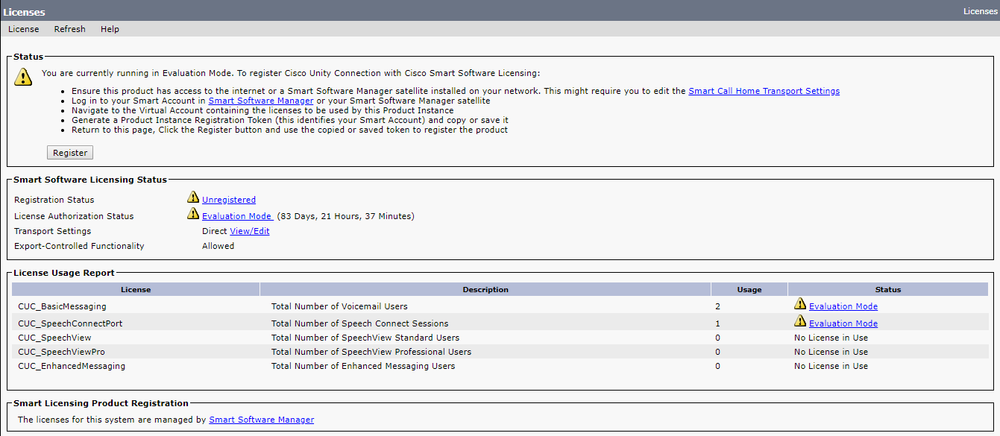 Licenses Licenses
License Refresh Help
Status
You are currently running in Evaluation Mode. To register Cisco Unity Connection with Cisco Smart Software Licensing:
Ensure this product has access to the internet or a Smart Software Manager satellite installed on your network. This might require you to edit the Smart Call Home Transport Settings
Log in to your Smart Account in Smart Software Manager or your Smart Software Manager satellite
Navigate to the Virtual Account containing the licenses to be used by this Product Instance
Generate a Product Instance Registration Token (this identifies your Smart Account) and copy or save it
Return to this page, Click the Register button and use the copied or saved token to register the product
Register
Smart Software Licensing Status
Registration Status Unregistered
License Authorization Status Evaluation Mode (83 Days, 21 Hours, 37 Minutes)
Transport Settings Direct View/Edit
Export-Controlled Functionality Allowed
License Usage Report
License Description Usage Status
CUC_BasicMessaging Total Number of Voicemail Users 2 Evaluation Mode
CUC_SpeechConnectPort Total Number of Speech Connect Sessions 1 Evaluation Mode
CUC_SpeechView Total Number of SpeechView Standard Users 0 No License in Use
CUC_SpeechViewPro Total Number of SpeechView Professional Users 0 No License in Use
CUC_EnhancedMessaging Total Number of Enhanced Messaging Users 0 No License in Use
Smart Licensing Product Registration
The licenses for this system are managed by Smart Software Manager